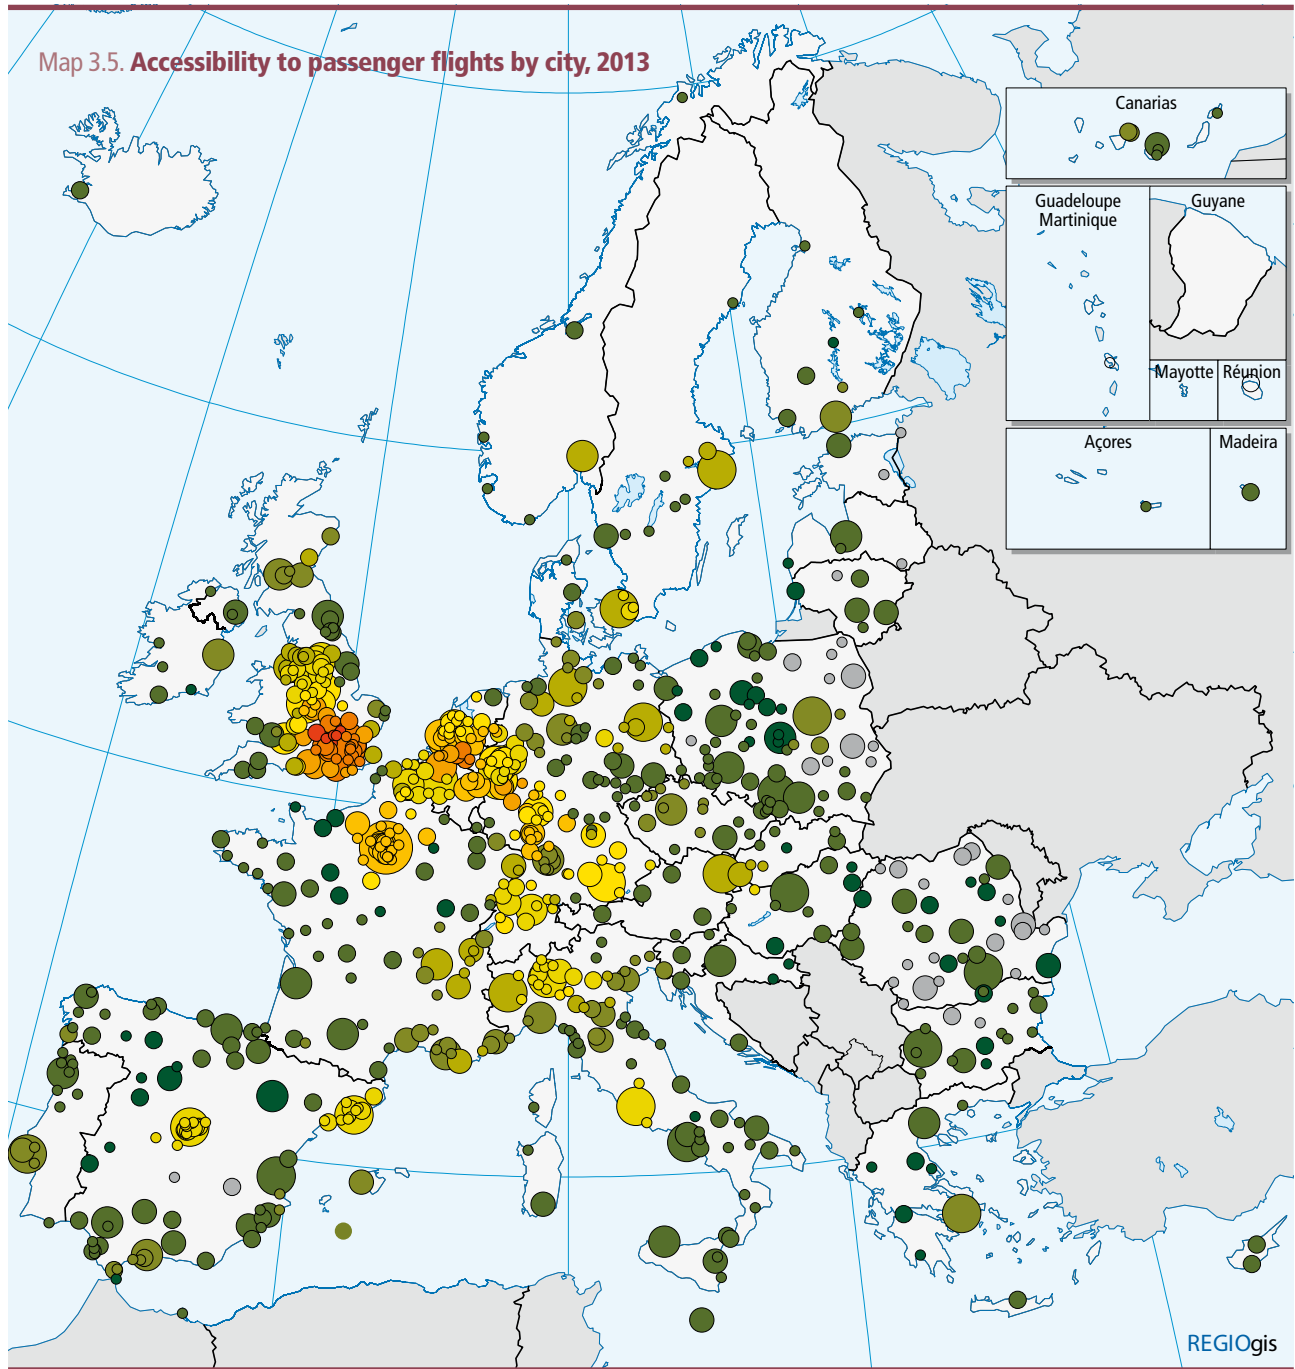 Map 3.5. Accessibility to passenger flights by city, 2013
Canarias
Guadeloupe
Martinique
Guyane
Mayotte
Réunion
Açores
Madeira
REGIOgis